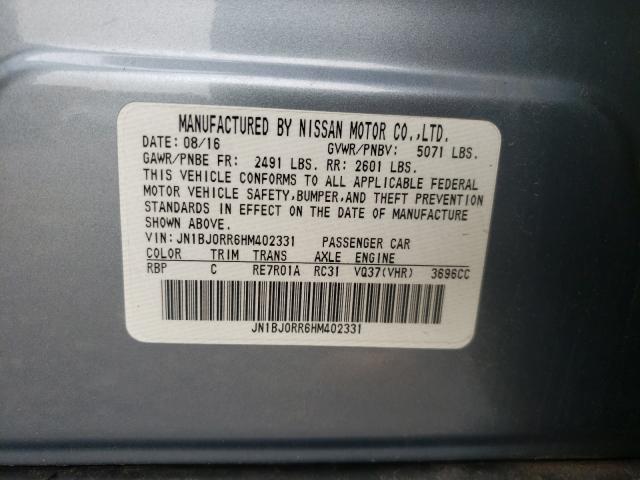 MANUFACTURED BY NISSAN MOTOR CO.,LTD.
DATE: 08/16 GVWR/PNBV: 5071 LBS.
GAWR/PNBE FR: 2491 LBS. RR: 2601 LBS.
THIS VEHICLE CONFORMS TO ALL APPLICABLE FEDERAL
MOTOR VEHICLE SAFETY, BUMPER, AND THEFT PREVENTION
STANDARDS IN EFFECT ON THE DATE OF MANUFACTURE
SHOWN ABOVE.
VIN: JN1BJ0RR6HM402331 PASSENGER CAR
COLOR TRIM TRANS AXLE ENGINE
RBP C RE7R01A RC31 VQ37(VHR) 3696CC
JN1BJ0RR6HM402331